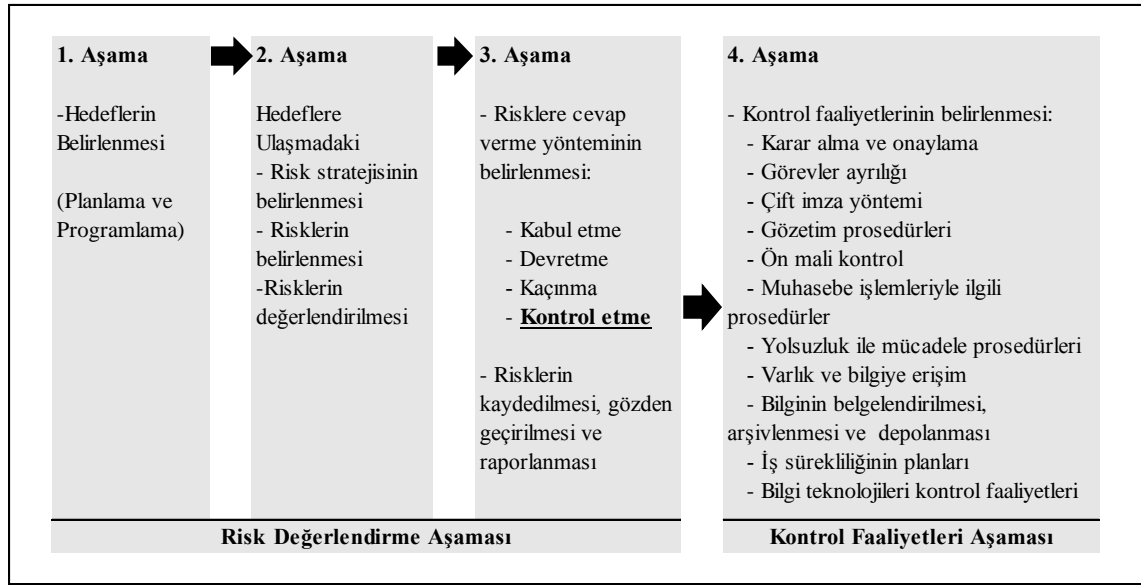 1. Aşama
-Hedeflerin
Belirlenmesi
(Planlama ve
Programlama)
2. Aşama
Hedeflere
Ulaşmadaki
- Risk stratejisinin
belirlenmesi
- Risklerin
belirlenmesi
-Risklerin
değerlendirilmesi
3. Aşama
- Risklere cevap
verme yönteminin
belirlenmesi:
- Kabul etme
- Devretme
- Kaçınma
- Kontrol etme
- Risklerin
kaydedilmesi, gözden
geçirilmesi ve
raporlanması
Risk Değerlendirme Aşaması
4. Aşama
- Kontrol faaliyetlerinin belirlenmesi:
- Karar alma ve onaylama
- Görevler ayrılığı
- Çift imza yöntemi
- Gözetim prosedürleri
- Ön mali kontrol
- Muhasebe işlemleriyle ilgili
prosedürler
- Yolsuzluk ile mücadele prosedürleri
- Varlık ve bilgiye erişim
- Bilginin belgelendirilmesi,
arşivlenmesi ve depolanması
- İş sürekliliğinin planları
- Bilgi teknolojileri kontrol faaliyetleri
Kontrol Faaliyetleri Aşaması